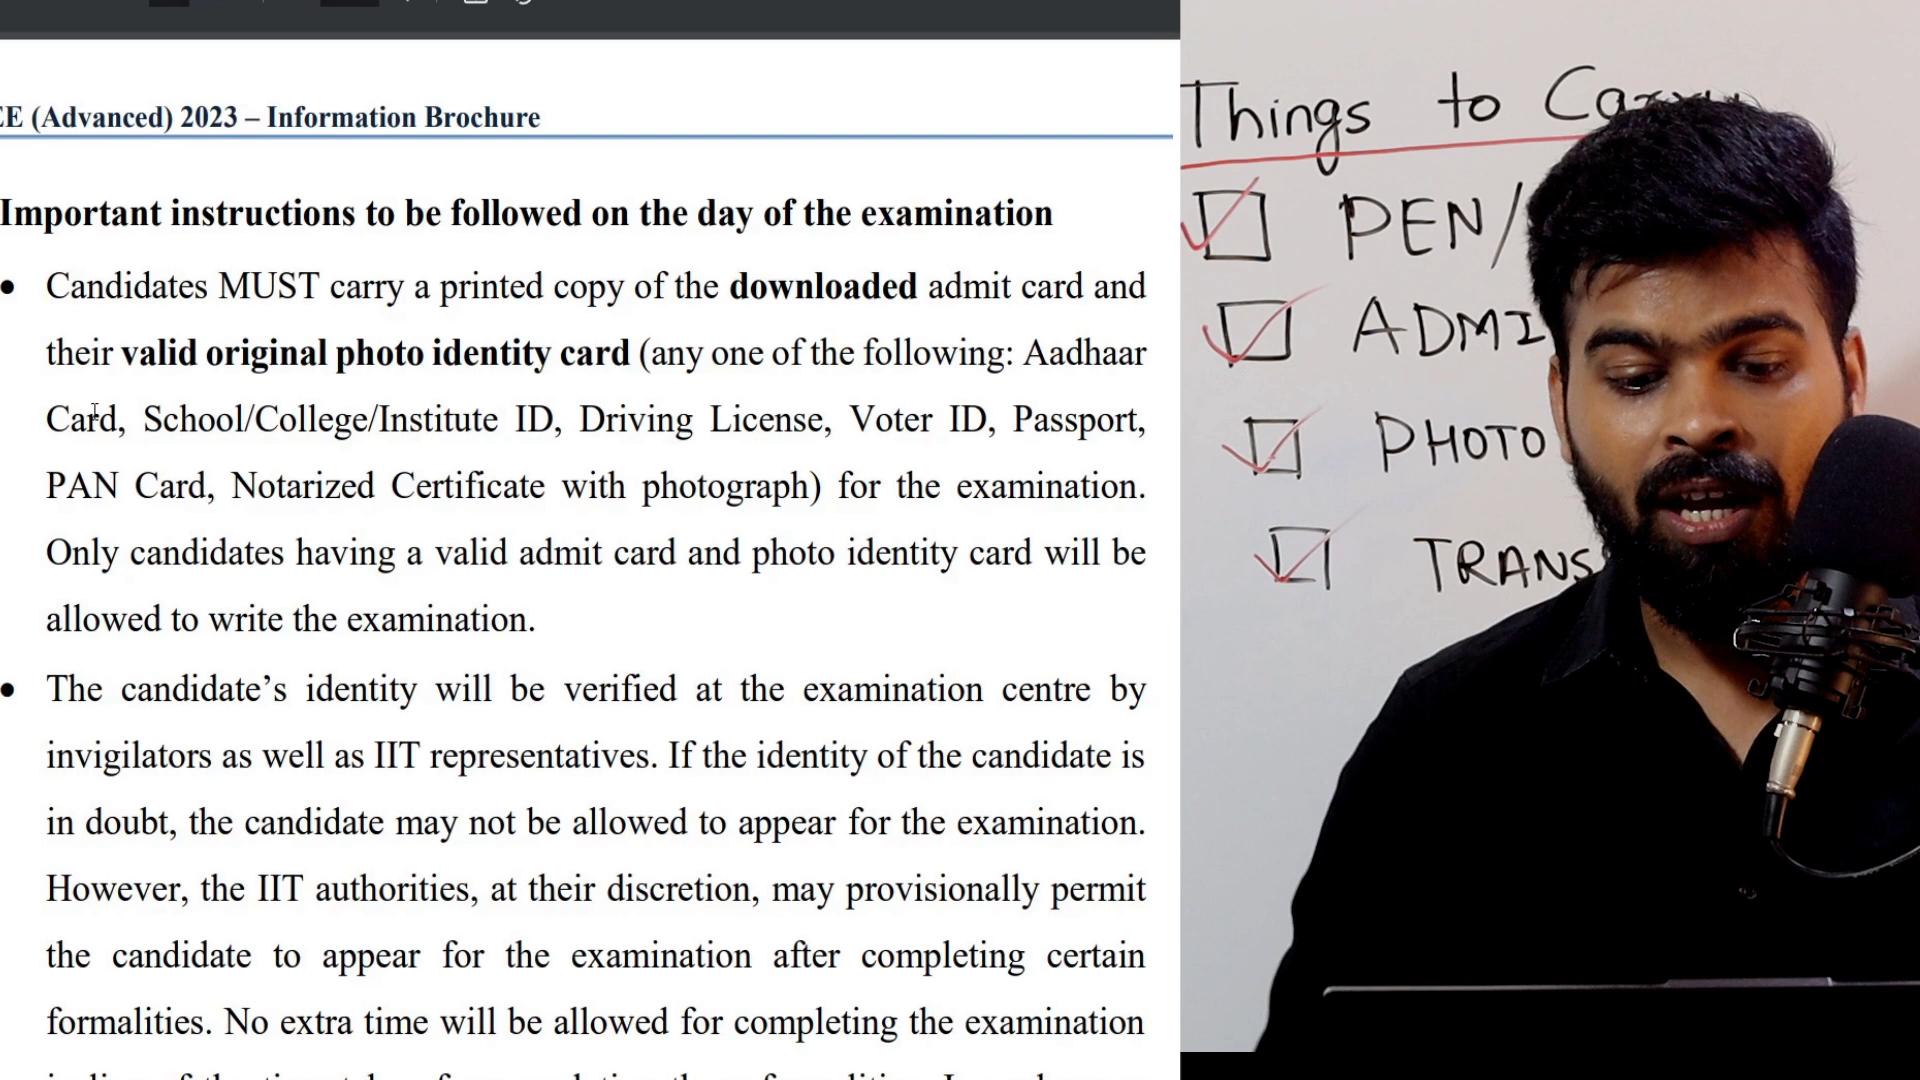 EE (Advanced) 2023 – Information Brochure
Important instructions to be followed on the day of the examination
• Candidates MUST carry a printed copy of the downloaded admit card and
their valid original photo identity card (any one of the following: Aadhaar
Card, School/College/Institute ID, Driving License, Voter ID, Passport,
PAN Card, Notarized Certificate with photograph) for the examination.
Only candidates having a valid admit card and photo identity card will be
allowed to write the examination.
• The candidate’s identity will be verified at the examination centre by
invigilators as well as IIT representatives. If the identity of the candidate is
in doubt, the candidate may not be allowed to appear for the examination.
However, the IIT authorities, at their discretion, may provisionally permit
the candidate to appear for the examination after completing certain
formalities. No extra time will be allowed for completing the examination
Things to Carry
PEN/
ADMI
PHOTO
TRANS